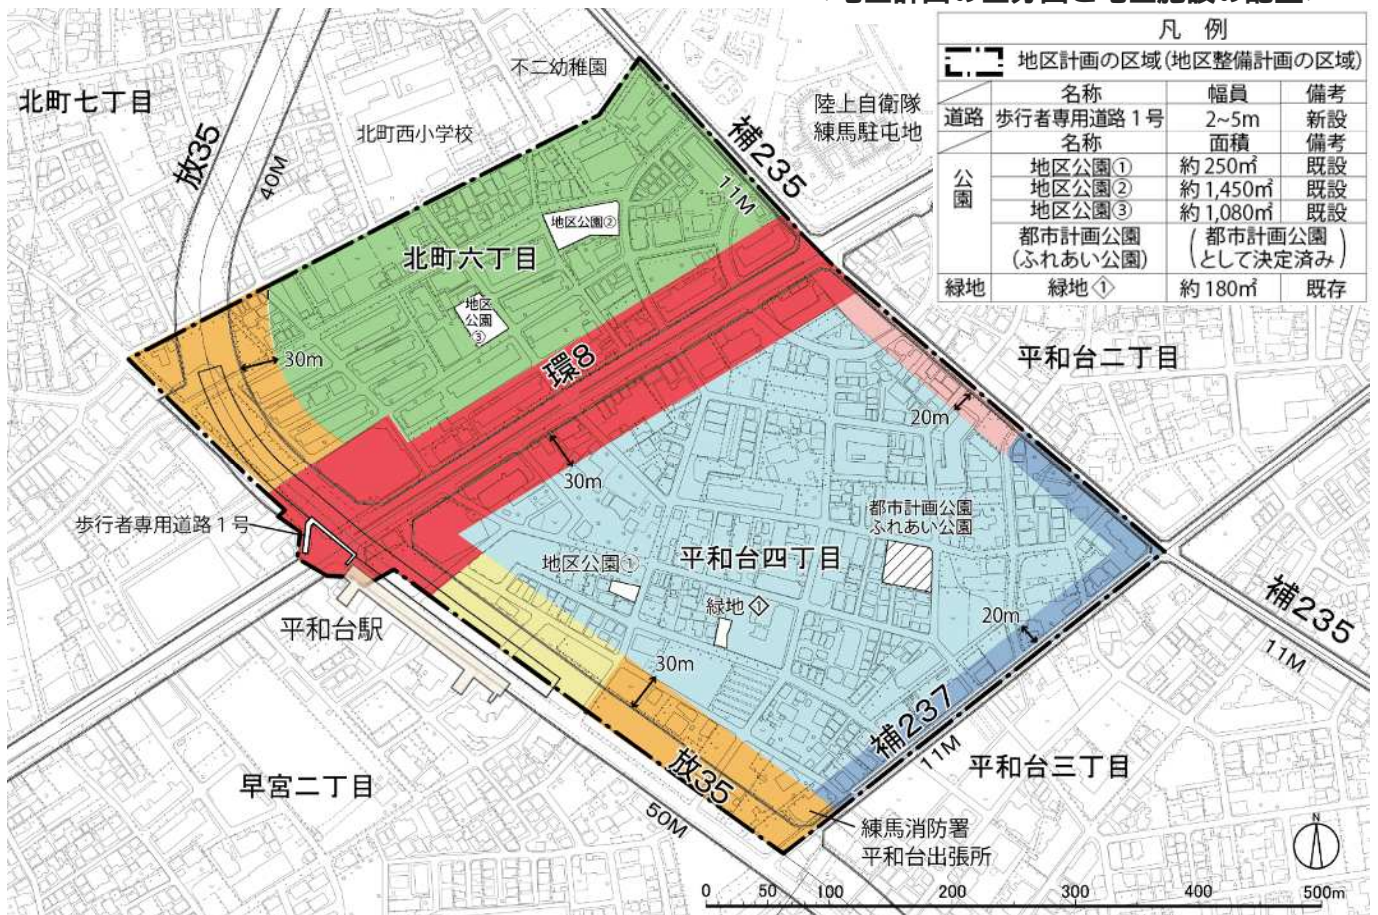 凡 例
地区計画の区域(地区整備計画の区域)
名称 幅員 備考
道路 歩行者専用道路1号 2~5m 新設
名称 面積 備考
公園
地区公園① 約250㎡ 既設
地区公園② 約1,450㎡ 既設
地区公園③ 約1,080㎡ 既設
都市計画公園
(ふれあい公園)
(都市計画公園
として決定済み)
緑地 緑地① 約180㎡ 既存
不二幼稚園
北町七丁目
北町西小学校
陸上自衛隊
練馬駐屯地
放35
40M
補235
11M
地区公園②
北町六丁目
地区
公園
③
30m
環8
平和台二丁目
20m
30m
歩行者専用道路1号
都市計画公園
ふれあい公園
地区公園①
平和台四丁目
緑地①
平和台駅
20m
補235
11M
30m
補237
11M
放35
50M
早宮二丁目
平和台三丁目
練馬消防署
平和台出張所
N
0 50 100 200 300 400 500m